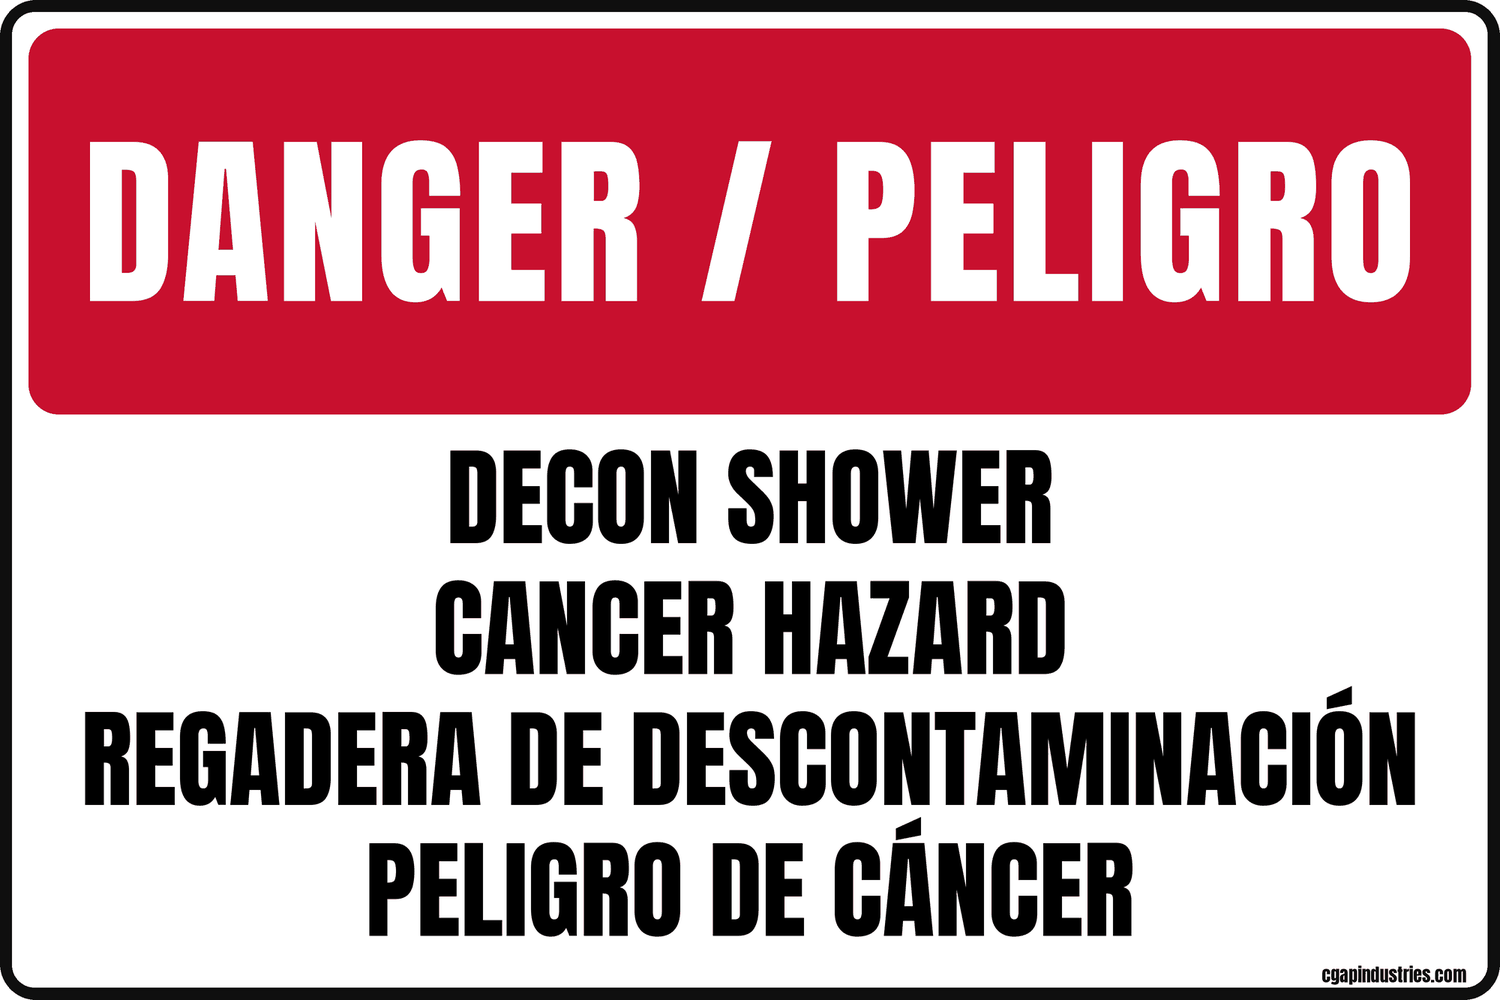 DANGER / PELIGRO
DECON SHOWER
CANCER HAZARD
REGADERA DE DESCONTAMINACIÓN
PELIGRO DE CÁNCER
cgapindustries.com